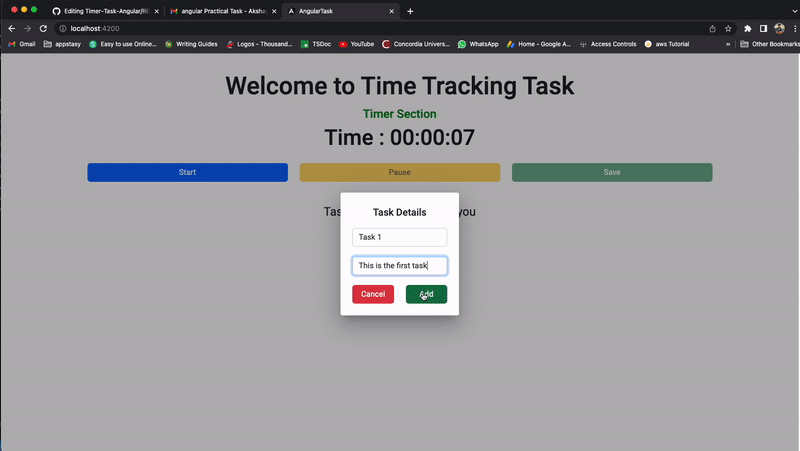 Editing Timer-Task-Angular/RE
angular Practical Task - Aksha
AngularTask
localhost:4200
Gmail
appstasy
Easy to use Online...
Writing Guides
Logos - Thousand...
TSDoc
YouTube
Concordia Univers...
WhatsApp
Home - Google A...
Access Controls
aws Tutorial
»
Other Bookmarks
Welcome to Time Tracking Task
Timer Section
Time : 00:00:07
Start
Pause
Save
you
Task Details
Task 1
This is the first task
Cancel
Add